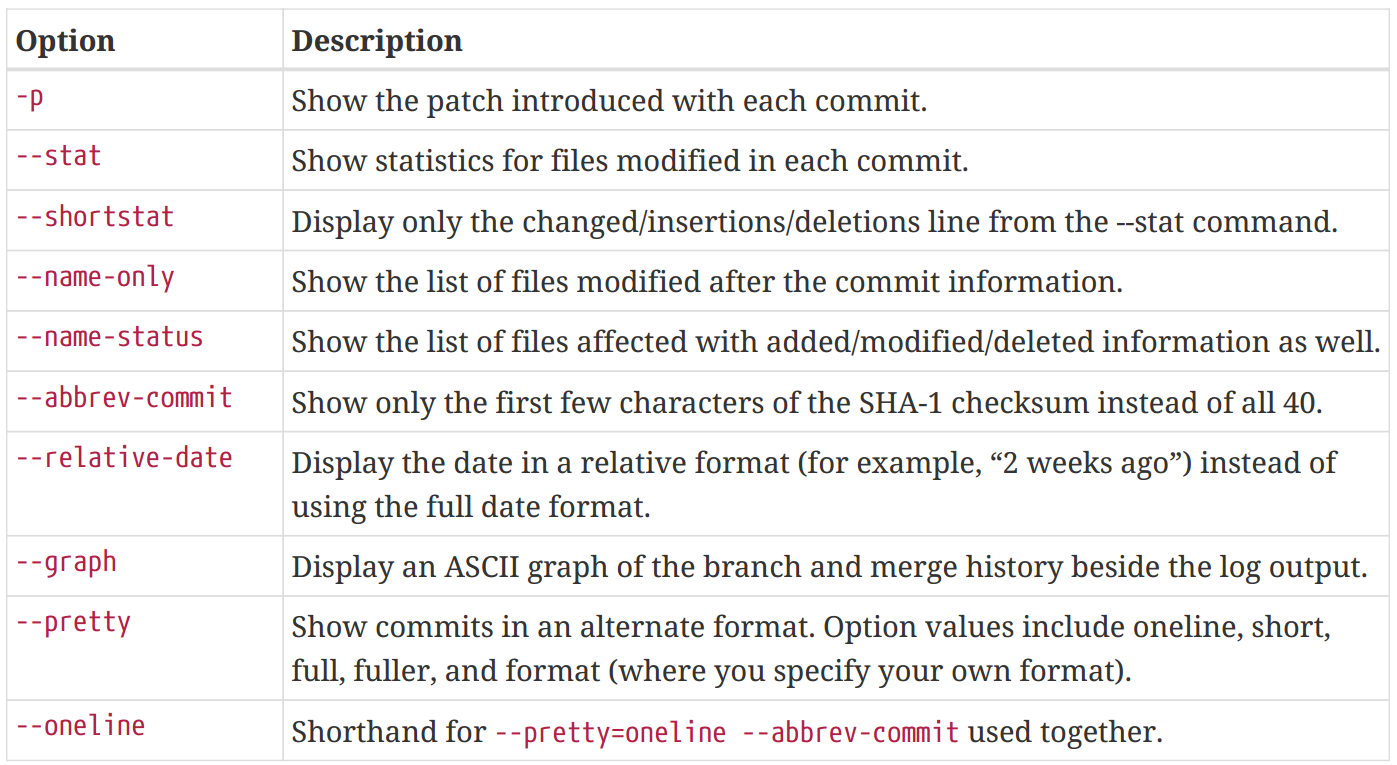 Option Description
-p Show the patch introduced with each commit.
--stat Show statistics for files modified in each commit.
--shortstat Display only the changed/insertions/deletions line from the --stat command.
--name-only Show the list of files modified after the commit information.
--name-status Show the list of files affected with added/modified/deleted information as well.
--abbrev-commit Show only the first few characters of the SHA-1 checksum instead of all 40.
--relative-date Display the date in a relative format (for example, “2 weeks ago”) instead of
using the full date format.
--graph Display an ASCII graph of the branch and merge history beside the log output.
--pretty Show commits in an alternate format. Option values include oneline, short,
full, fuller, and format (where you specify your own format).
--oneline Shorthand for --pretty=oneline --abbrev-commit used together.